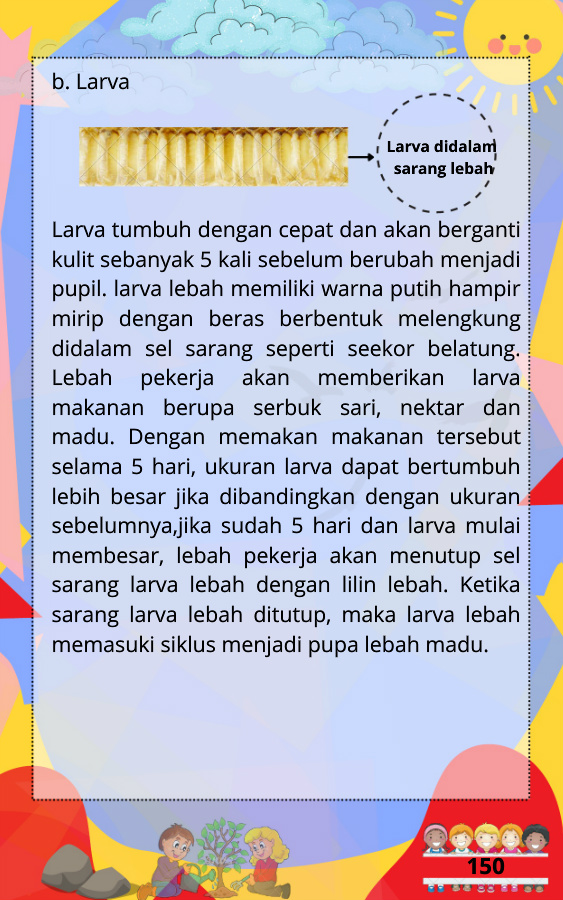 b. Larva
Larva didalam
sarang lebah
Larva tumbuh dengan cepat dan akan berganti
kulit sebanyak 5 kali sebelum berubah menjadi
pupil. larva lebah memiliki warna putih hampir
mirip dengan beras berbentuk melengkung
didalam sel sarang seperti seekor belatung.
Lebah pekerja akan memberikan larva
makanan berupa serbuk sari, nektar dan
madu. Dengan memakan makanan tersebut
selama 5 hari, ukuran larva dapat bertumbuh
lebih besar jika dibandingkan dengan ukuran
sebelumnya,jika sudah 5 hari dan larva mulai
membesar, lebah pekerja akan menutup sel
sarang larva lebah dengan lilin lebah. Ketika
sarang larva lebah ditutup, maka larva lebah
memasuki siklus menjadi pupa lebah madu.
150